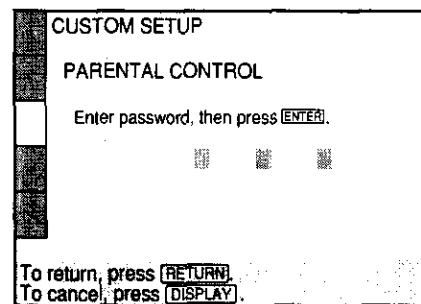 CUSTOM SETUP
PARENTAL CONTROL
Enter password, then press ENTER.
To return, press RETURN.
To cancel, press DISPLAY.